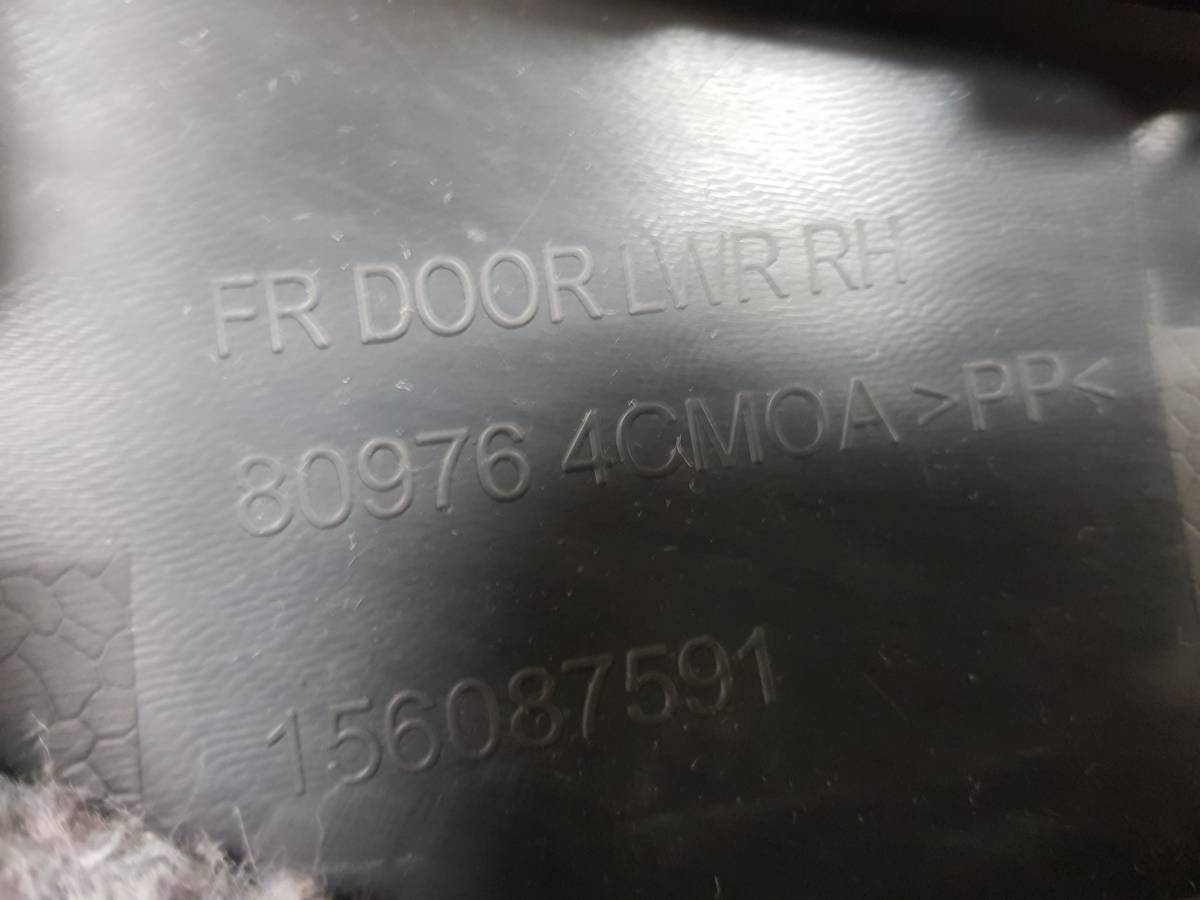 FR DOOR LWR RH
80976 4CM0A >PP<
156087591